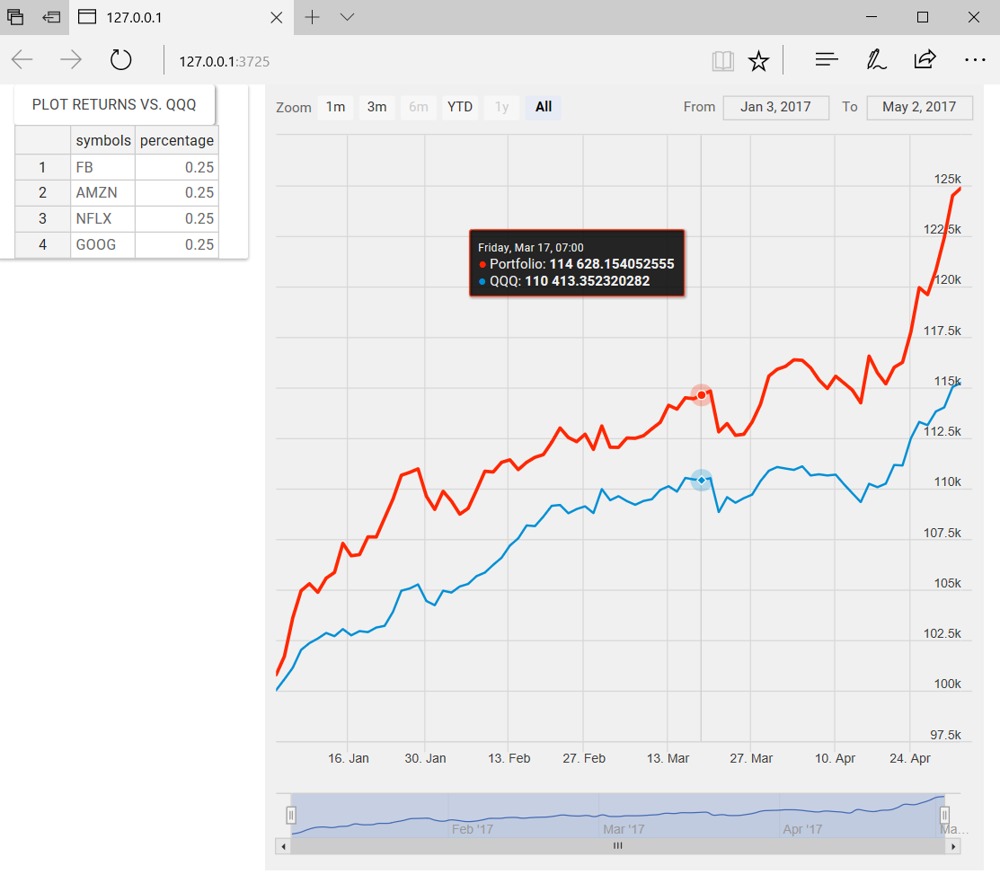 127.0.0.1
127.0.0.1:3725
PLOT RETURNS VS. QQQ
symbols percentage
1 FB 0.25
2 AMZN 0.25
3 NFLX 0.25
4 GOOG 0.25
Zoom 1m 3m 6m YTD 1y All From Jan 3, 2017 To May 2, 2017
125k
122.5k
120k
117.5k
115k
112.5k
110k
107.5k
105k
102.5k
100k
97.5k
Friday, Mar 17, 07:00
Portfolio: 114 628.154052555
QQQ: 110 413.352320282
16. Jan 30. Jan 13. Feb 27. Feb 13. Mar 27. Mar 10. Apr 24. Apr
Feb '17 Mar '17 Apr '17 Ma...